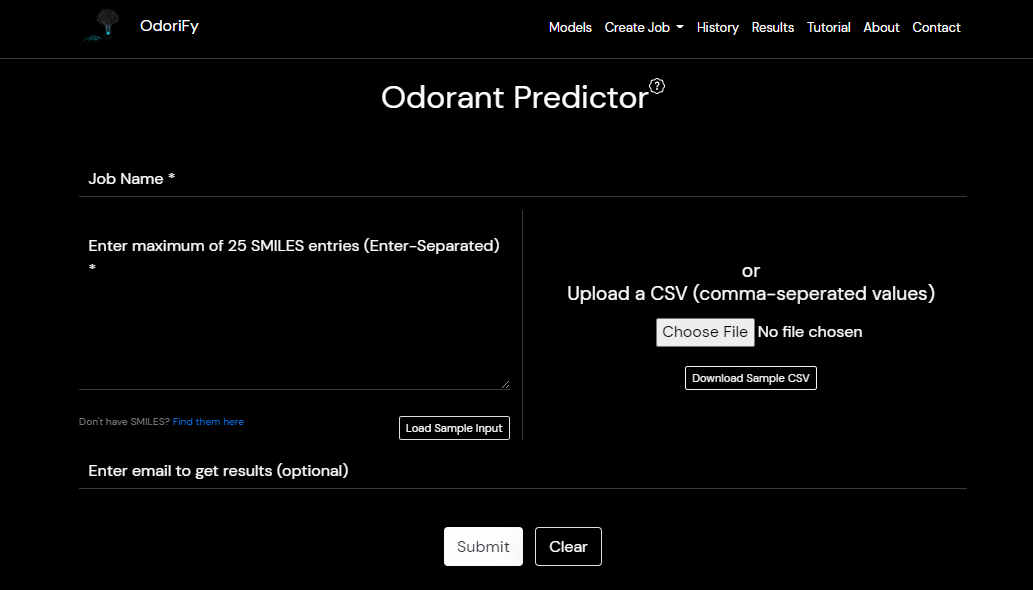 OdoriFy
Models Create Job History Results Tutorial About Contact
Odorant Predictor ?
Job Name *
Enter maximum of 25 SMILES entries (Enter-Separated)
*
or
Upload a CSV (comma-seperated values)
Choose File No file chosen
Download Sample CSV
Don't have SMILES? Find them here
Load Sample Input
Enter email to get results (optional)
Submit Clear